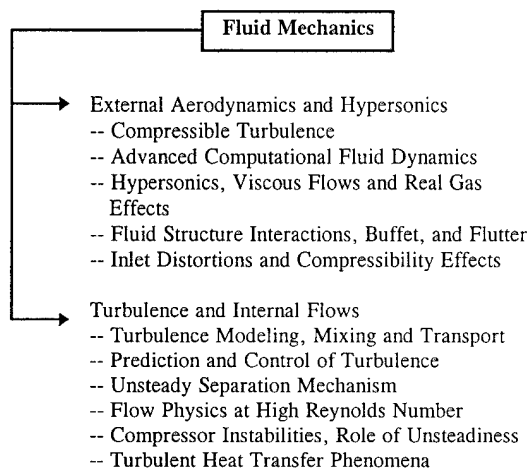 Fluid Mechanics
External Aerodynamics and Hypersonics
-- Compressible Turbulence
-- Advanced Computational Fluid Dynamics
-- Hypersonics, Viscous Flows and Real Gas
Effects
-- Fluid Structure Interactions, Buffet, and Flutter
-- Inlet Distortions and Compressibility Effects
Turbulence and Internal Flows
-- Turbulence Modeling, Mixing and Transport
-- Prediction and Control of Turbulence
-- Unsteady Separation Mechanism
-- Flow Physics at High Reynolds Number
-- Compressor Instabilities, Role of Unsteadiness
-- Turbulent Heat Transfer Phenomena